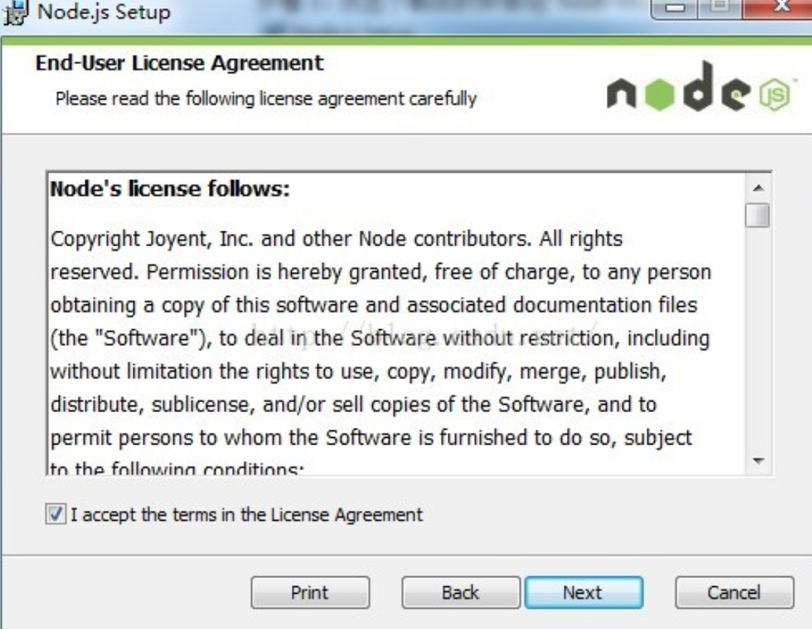 Node.js Setup
End-User License Agreement
Please read the following license agreement carefully
node JS
Node's license follows:
Copyright Joyent, Inc. and other Node contributors. All rights
reserved. Permission is hereby granted, free of charge, to any person
obtaining a copy of this software and associated documentation files
(the "Software"), to deal in the Software without restriction, including
without limitation the rights to use, copy, modify, merge, publish,
distribute, sublicense, and/or sell copies of the Software, and to
permit persons to whom the Software is furnished to do so, subject
to the following conditions:
I accept the terms in the License Agreement
Print
Back
Next
Cancel